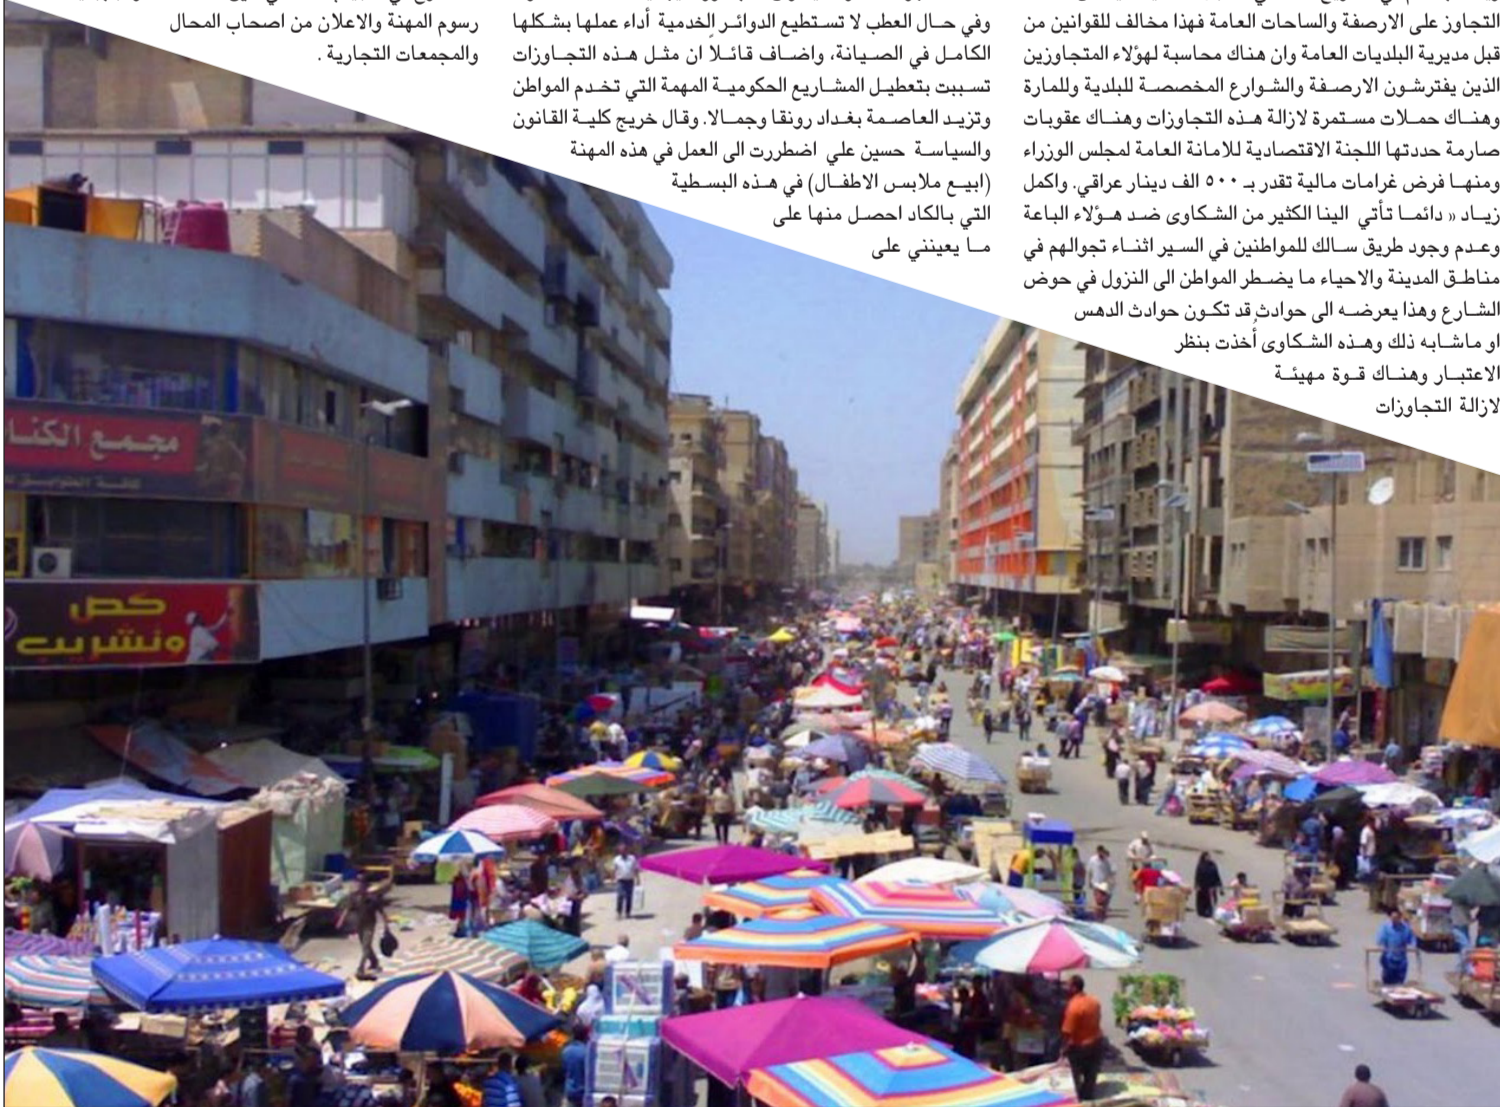 التجاوز على الارصفة والساحات العامة فهذا مخالف للقوانين من
قبل مديرية البلديات العامة وان هناك محاسبة لهؤلاء المتجاوزين
الذين يفترشون الارصفة والشوارع المخصصة للبلدية وللمارة
وهناك حملات مستمرة لازالة هذه التجاوزات وهناك عقوبات
صارمة حددتها اللجنة الاقتصادية للامانة العامة لمجلس الوزراء
ومنها فرض غرامات مالية تقدر بـ ٥٠٠ الف دينار عراقي. واكمل
زياد « دائما تأتي الينا الكثير من الشكاوى ضد هؤلاء الباعة
وعدم وجود طريق سالك للمواطنين في السير اثناء تجوالهم في
مناطق المدينة والاحياء ما يضطر المواطن الى النزول في حوض
الشارع وهذا يعرضه الى حوادث قد تكون حوادث الدهس
او ماشابه ذلك وهذه الشكاوى أُخذت بنظر
الاعتبار وهناك قوة مهيئة
لازالة التجاوزات
وفي حال العطب لا تستطيع الدوائر الخدمية أداء عملها بشكلها
الكامل في الصيانة، واضاف قائلا ان مثل هذه التجاوزات
تسببت بتعطيل المشاريع الحكومية المهمة التي تخدم المواطن
وتزيد العاصمة بغداد رونقا وجمالا. وقال خريج كلية القانون
والسياسة حسين علي اضطررت الى العمل في هذه المهنة
(ابيع ملابس الاطفال) في هذه البسطية
التي بالكاد احصل منها على
ما يعينني على
رسوم المهنة والاعلان من اصحاب المحال
والمجمعات التجارية .
مجمع
كص
وتشريب